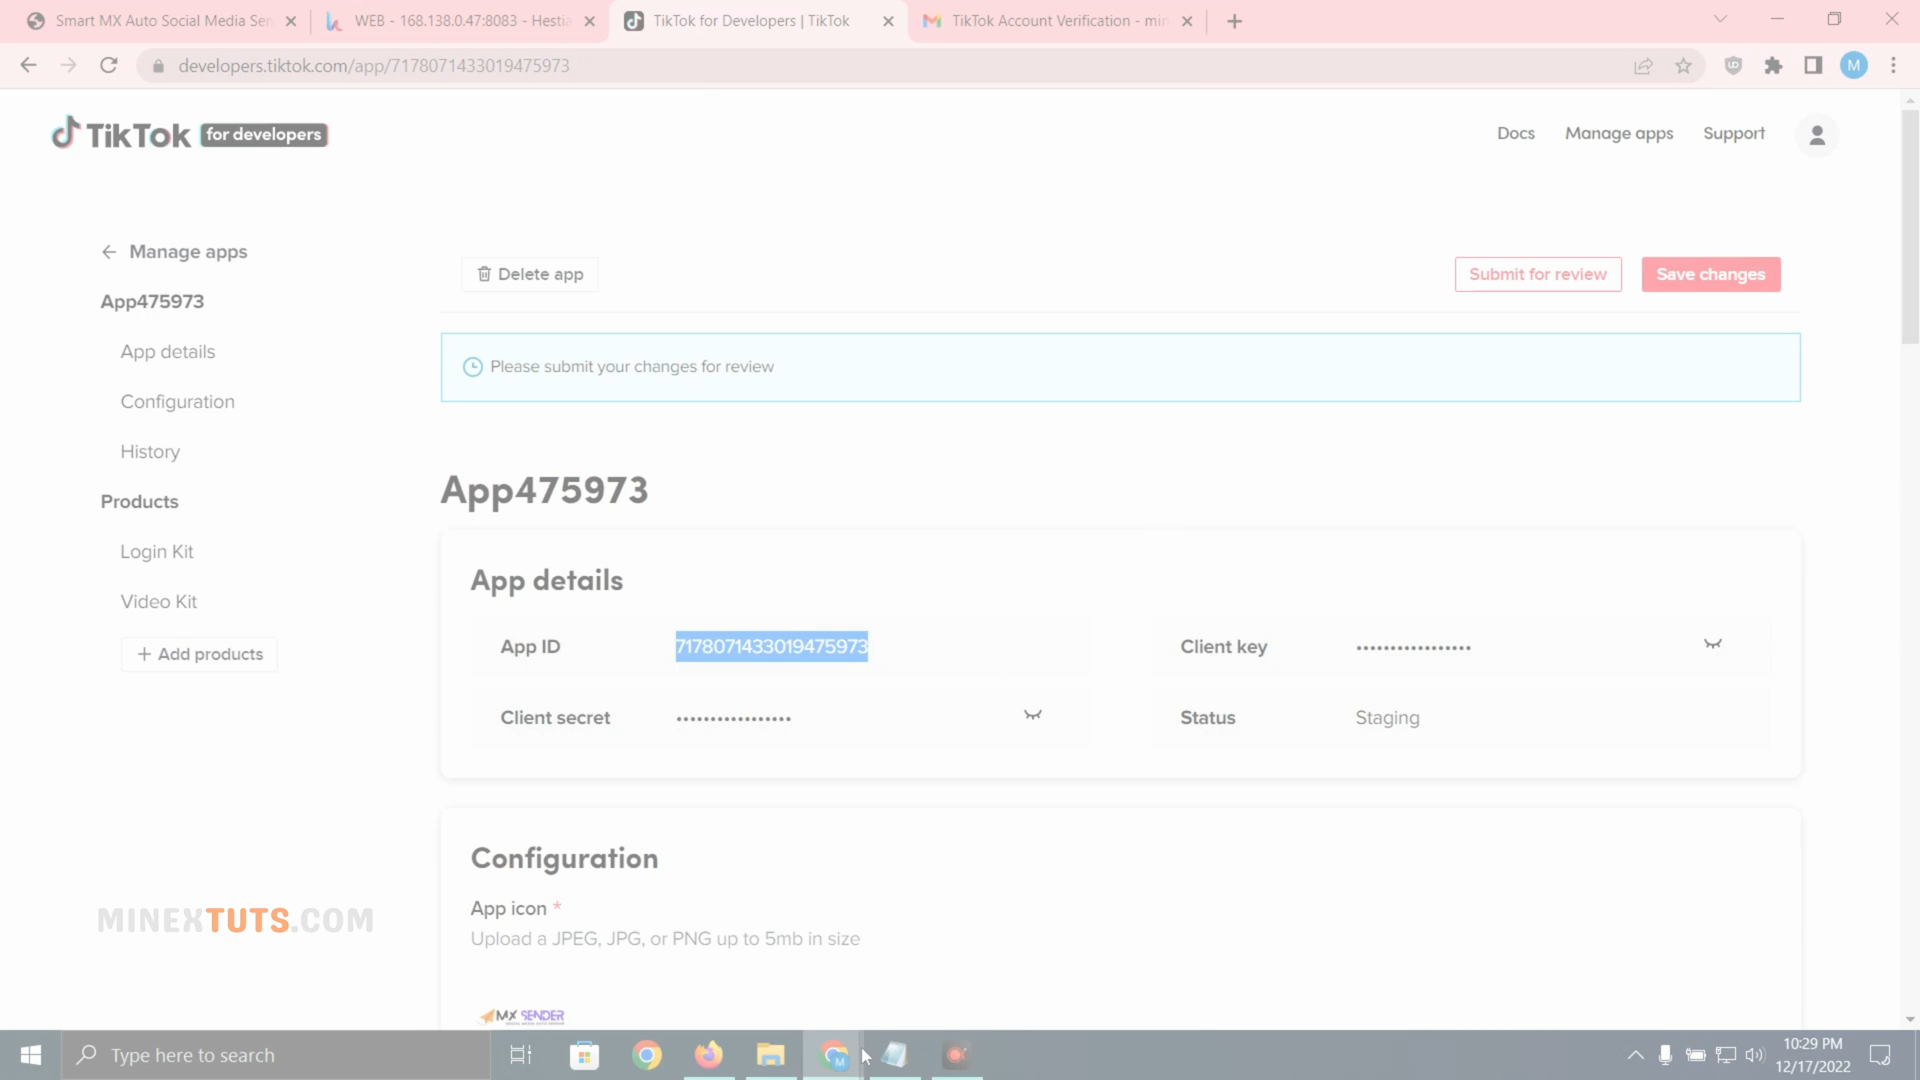 Smart MX Auto Social Media Sen
WEB - 168.138.0.47:8083 - Hestia
TikTok for Developers | TikTok
TikTok Account Verification - min
developers.tiktok.com/app/7178071433019475973
M
TikTok for developers
Docs
Manage apps
Support
Manage apps
Delete app
Submit for review
Save changes
App475973
App details
Please submit your changes for review
Configuration
History
App475973
Products
Login Kit
App details
Video Kit
App ID
7178071433019475973
Client key
•••••••••••••••••
+ Add products
Client secret
•••••••••••••••••
Status
Staging
Configuration
App icon *
MINEXTUTS.COM
Upload a JPEG, JPG, or PNG up to 5mb in size
MX SENDER
Type here to search
10:29 PM
12/17/2022